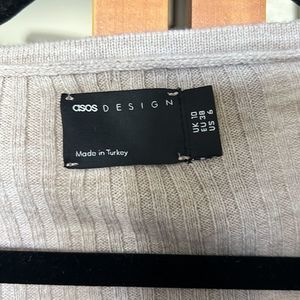 asos DESIGN
Made in Turkey
UK 10
EU 38
US 6